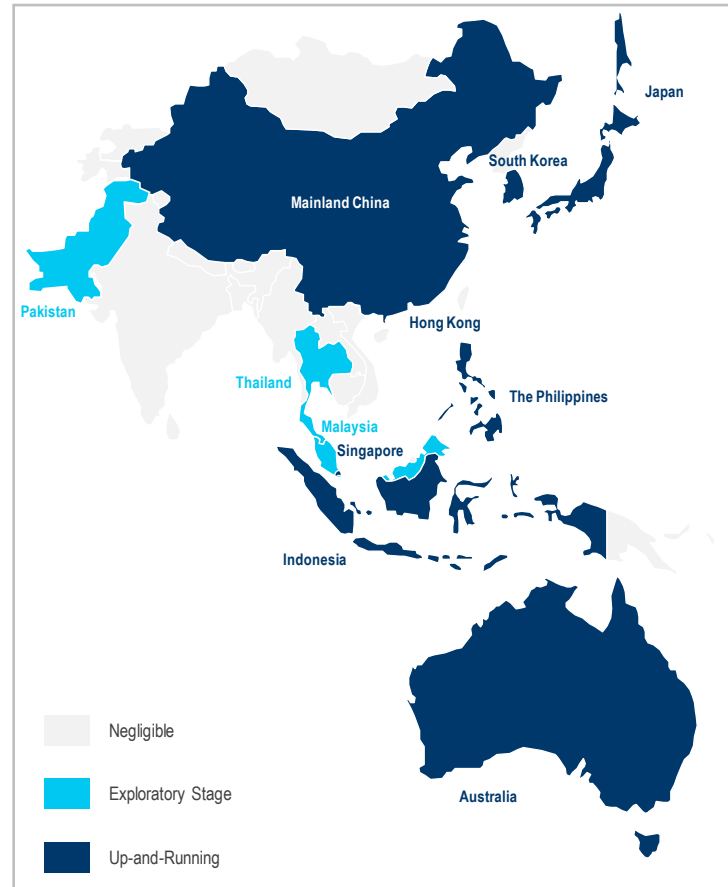 Japan
South Korea
Mainland China
Pakistan
Hong Kong
Thailand
The Philippines
Malaysia
Singapore
Indonesia
Negligible
Exploratory Stage
Australia
Up-and-Running